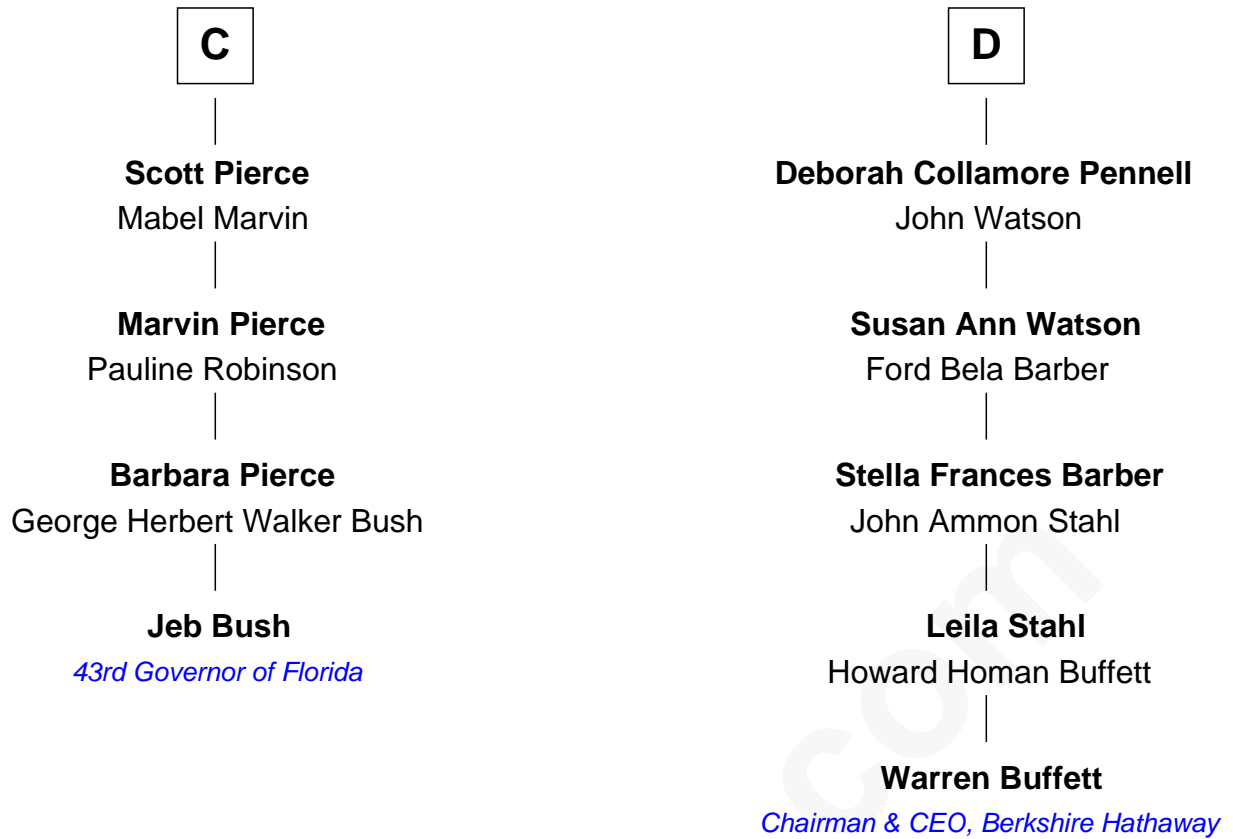 C
Scott Pierce
Mabel Marvin
Marvin Pierce
Pauline Robinson
Barbara Pierce
George Herbert Walker Bush
Jeb Bush
43rd Governor of Florida
D
Deborah Collamore Pennell
John Watson
Susan Ann Watson
Ford Bela Barber
Stella Frances Barber
John Ammon Stahl
Leila Stahl
Howard Homan Buffett
Warren Buffett
Chairman & CEO, Berkshire Hathaway
com